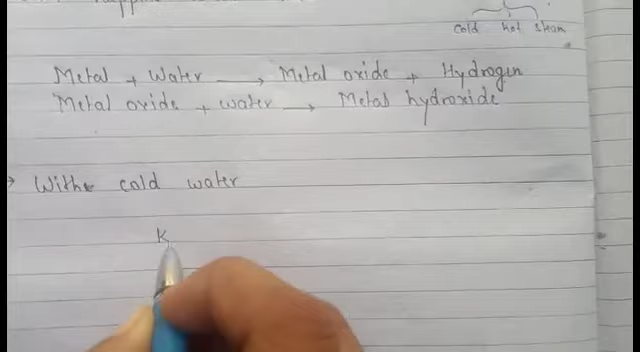 cold hot steam
Metal + Water → Metal oxide + Hydrogen
Metal oxide + water → Metal hydroxide
→ With cold water
K